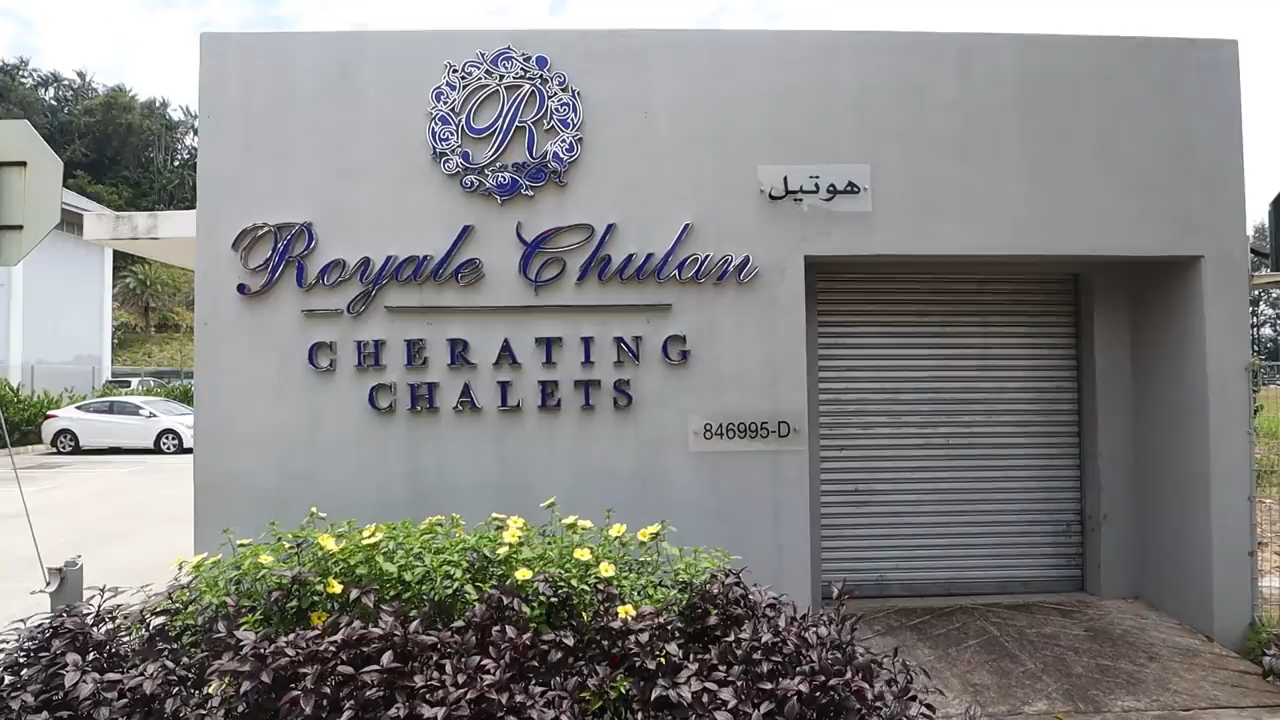 R
هوتيل
Royale Chulan
CHERATING
CHALETS
846995-D